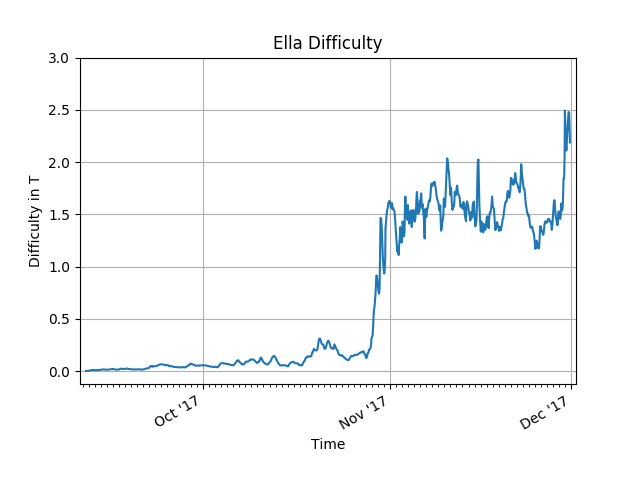 Ella Difficulty
3.0
2.5
2.0
1.5
1.0
0.5
0.0
Difficulty in T
Oct '17
Nov '17
Dec '17
Time